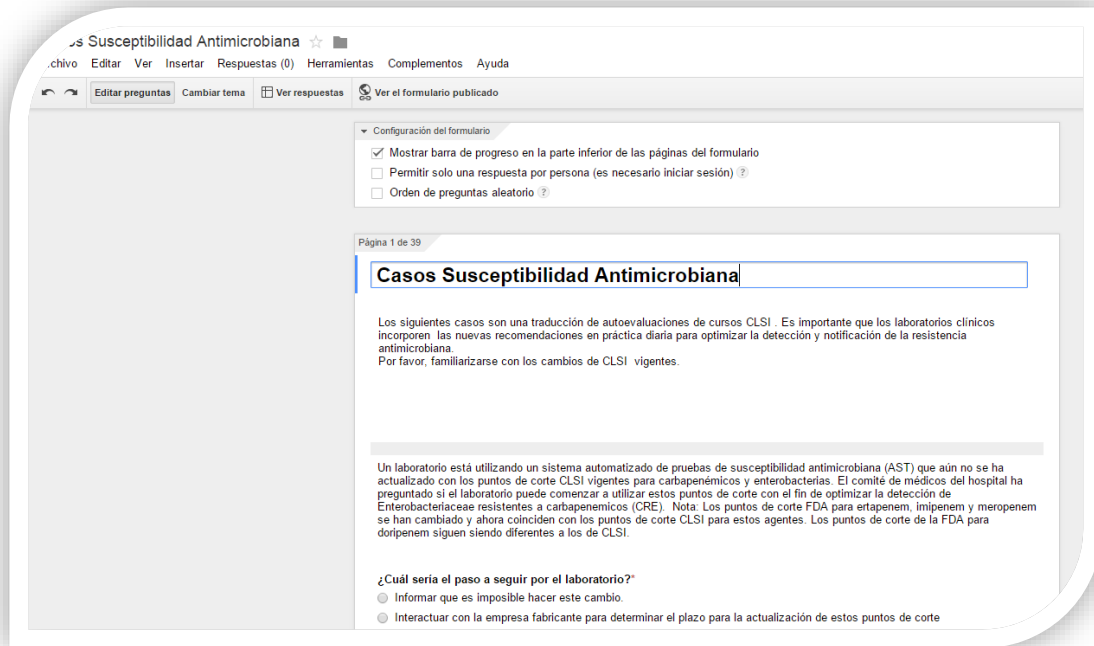 Susceptibilidad Antimicrobiana
Editar Ver Insertar Respuestas (0) Herramientas Complementos Ayuda
Editar preguntas Cambiar tema Ver respuestas Ver el formulario publicado
Configuración del formulario
Mostrar barra de progreso en la parte inferior de las páginas del formulario
Permitir solo una respuesta por persona (es necesario iniciar sesión) ?
Orden de preguntas aleatorio ?
Página 1 de 39
Casos Susceptibilidad Antimicrobiana
Los siguientes casos son una traducción de autoevaluaciones de cursos CLSI . Es importante que los laboratorios clínicos
incorporen las nuevas recomendaciones en práctica diaria para optimizar la detección y notificación de la resistencia
antimicrobiana.
Por favor, familiarizarse con los cambios de CLSI vigentes.
Un laboratorio está utilizando un sistema automatizado de pruebas de susceptibilidad antimicrobiana (AST) que aún no se ha
actualizado con los puntos de corte CLSI vigentes para carbapenémicos y enterobacterias. El comité de médicos del hospital ha
preguntado si el laboratorio puede comenzar a utilizar estos puntos de corte con el fin de optimizar la detección de
Enterobacteriaceae resistentes a carbapenemicos (CRE). Nota: Los puntos de corte FDA para ertapenem, imipenem y meropenem
se han cambiado y ahora coinciden con los puntos de corte CLSI para estos agentes. Los puntos de corte de la FDA para
doripenem siguen siendo diferentes a los de CLSI.
¿Cuál sería el paso a seguir por el laboratorio?*
Informar que es imposible hacer este cambio.
Interactuar con la empresa fabricante para determinar el plazo para la actualización de estos puntos de corte